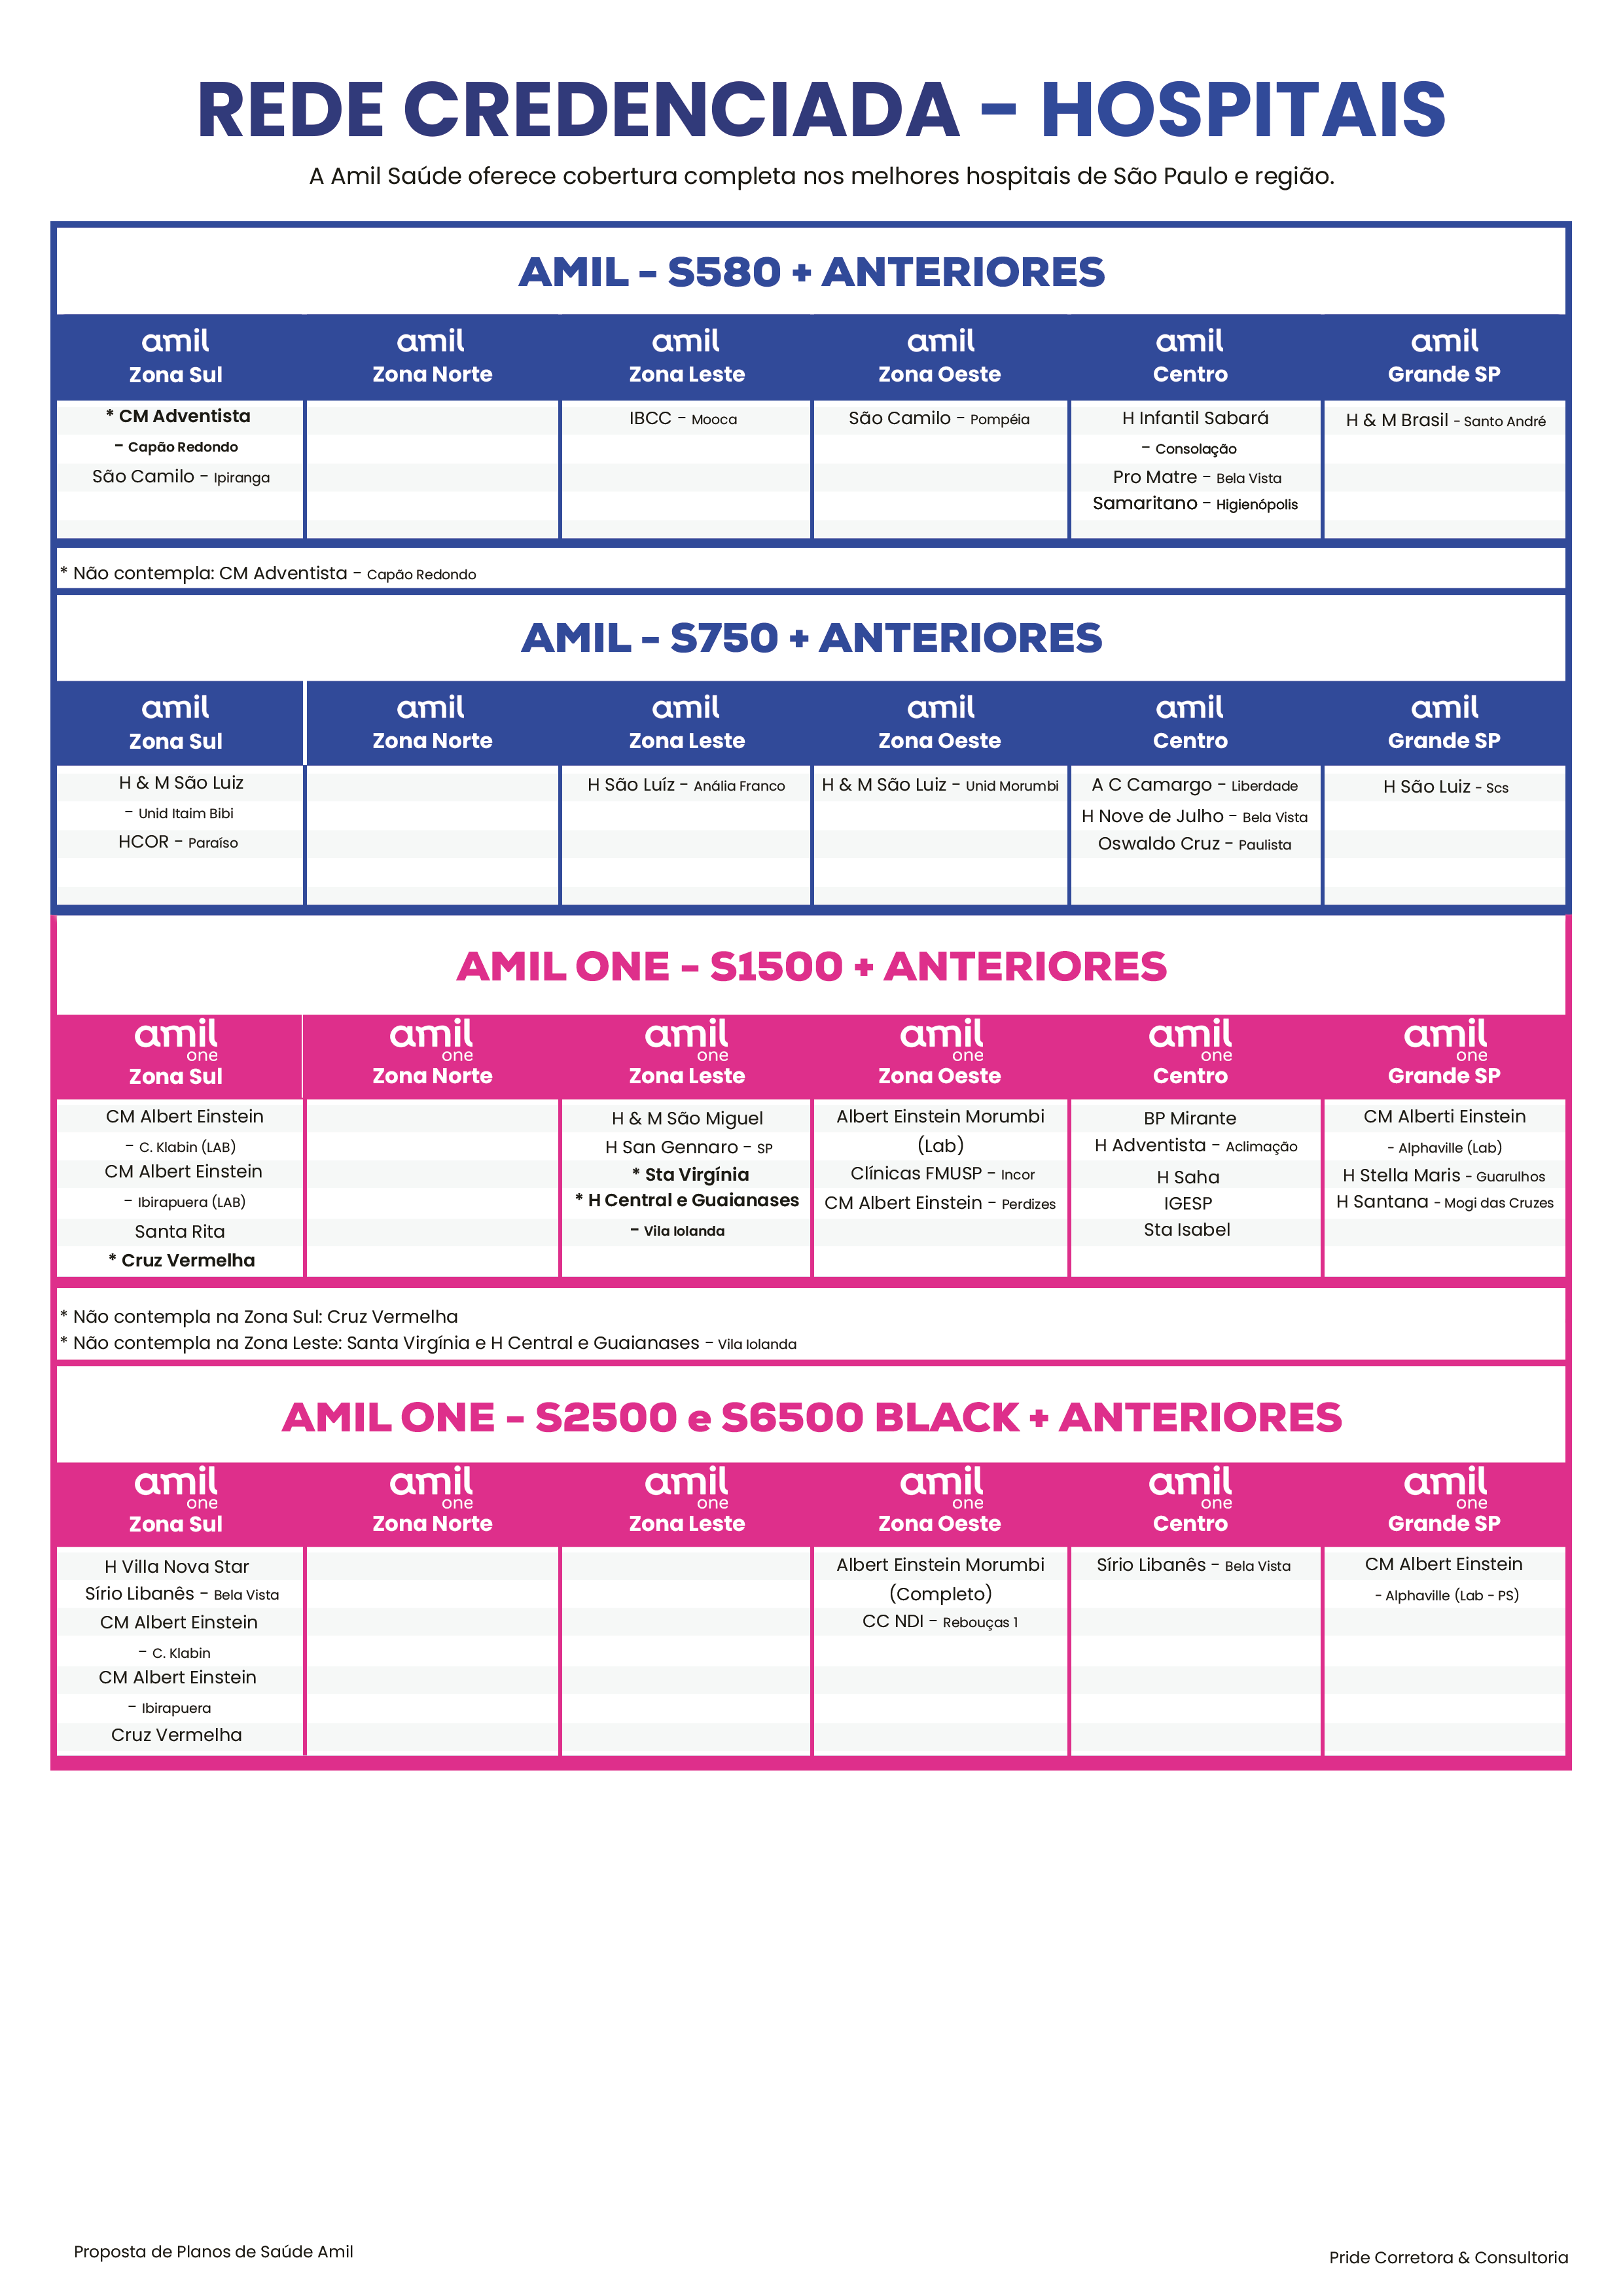 REDE CREDENCIADA - HOSPITAIS
A Amil Saúde oferece cobertura completa nos melhores hospitais de São Paulo e região.
AMIL - S580 + ANTERIORES
amil
Zona Sul
amil
Zona Norte
amil
Zona Leste
amil
Zona Oeste
amil
Centro
amil
Grande SP
* CM Adventista
- Capão Redondo
São Camilo - Ipiranga
IBCC - Mooca
São Camilo - Pompéia
H Infantil Sabará
- Consolação
Pro Matre - Bela Vista
Samaritano - Higienópolis
H & M Brasil - Santo André
* Não contempla: CM Adventista - Capão Redondo
AMIL - S750 + ANTERIORES
amil
Zona Sul
amil
Zona Norte
amil
Zona Leste
amil
Zona Oeste
amil
Centro
amil
Grande SP
H & M São Luiz
- Unid Itaim Bibi
HCOR - Paraíso
H São Luíz - Anália Franco
H & M São Luiz - Unid Morumbi
A C Camargo - Liberdade
H Nove de Julho - Bela Vista
Oswaldo Cruz - Paulista
H São Luiz - Scs
AMIL ONE - S1500 + ANTERIORES
amil
one
Zona Sul
amil
one
Zona Norte
amil
one
Zona Leste
amil
one
Zona Oeste
amil
one
Centro
amil
one
Grande SP
CM Albert Einstein
- C. Klabin (LAB)
CM Albert Einstein
- Ibirapuera (LAB)
Santa Rita
* Cruz Vermelha
H & M São Miguel
H San Gennaro - SP
* Sta Virgínia
* H Central e Guaianases
- Vila Iolanda
Albert Einstein Morumbi
(Lab)
Clínicas FMUSP - Incor
CM Albert Einstein - Perdizes
BP Mirante
H Adventista - Aclimação
H Saha
IGESP
Sta Isabel
CM Alberti Einstein
- Alphaville (Lab)
H Stella Maris - Guarulhos
H Santana - Mogi das Cruzes
* Não contempla na Zona Sul: Cruz Vermelha
* Não contempla na Zona Leste: Santa Virgínia e H Central e Guaianases - Vila Iolanda
AMIL ONE - S2500 e S6500 BLACK + ANTERIORES
amil
one
Zona Sul
amil
one
Zona Norte
amil
one
Zona Leste
amil
one
Zona Oeste
amil
one
Centro
amil
one
Grande SP
H Villa Nova Star
Sírio Libanês - Bela Vista
CM Albert Einstein
- C. Klabin
CM Albert Einstein
- Ibirapuera
Cruz Vermelha
Albert Einstein Morumbi
(Completo)
CC NDI - Rebouças 1
Sírio Libanês - Bela Vista
CM Albert Einstein
- Alphaville (Lab - PS)
Proposta de Planos de Saúde Amil
Pride Corretora & Consultoria